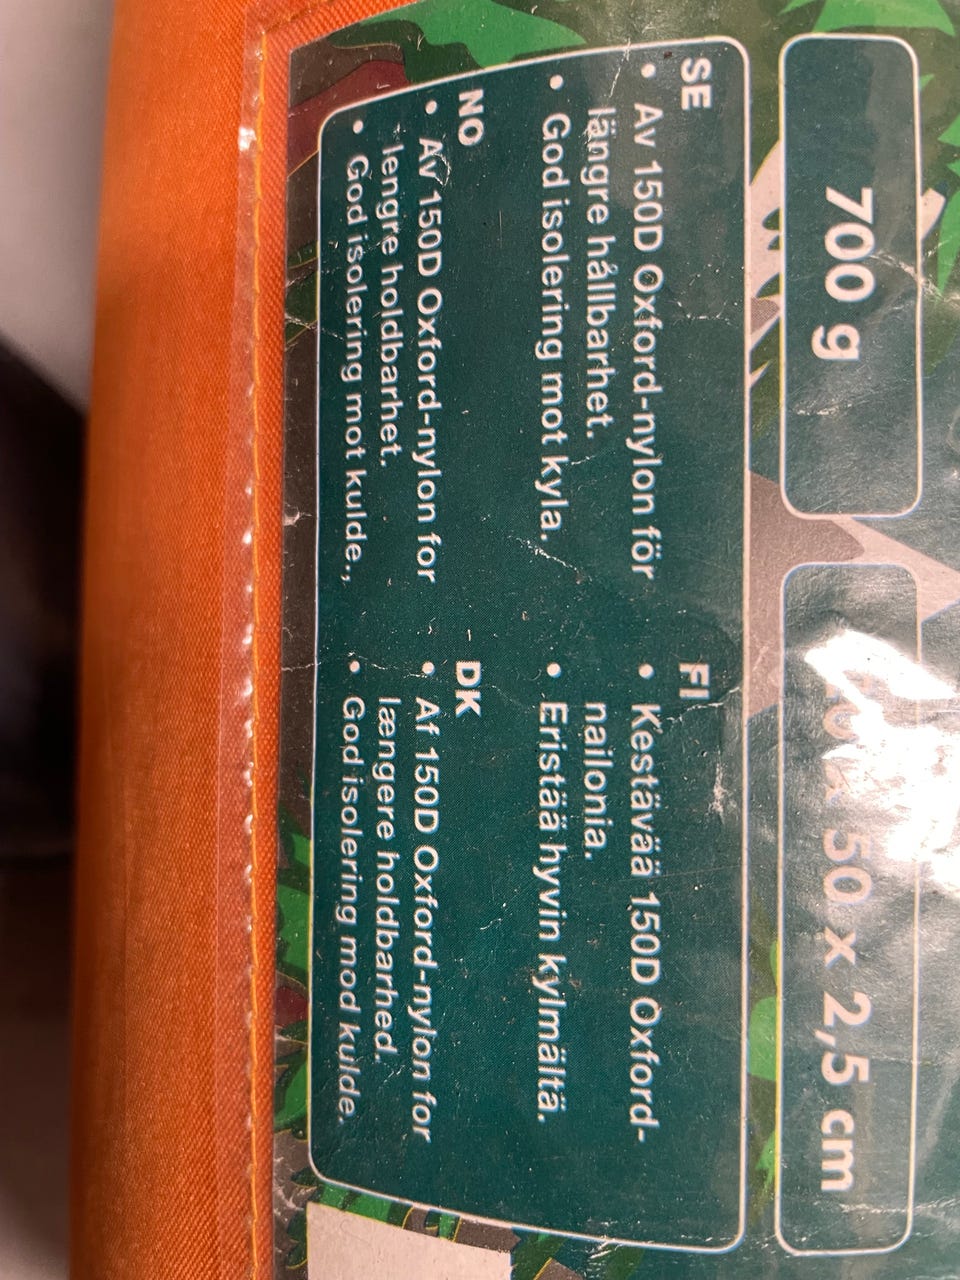 700 g
x 50 x 2,5 cm
SE
• Av 150D Oxford-nylon för
längre hållbarhet.
• God isolering mot kyla.
FI
• Kestävää 150D Oxford-
nailonia.
• Eristää hyvin kylmältä.
NO
• Av 150D Oxford-nylon for
lengre holdbarhet.
• God isolering mot kulde.,
DK
• Af 150D Oxford-nylon for
længere holdbarhed.
• God isolering mod kulde.